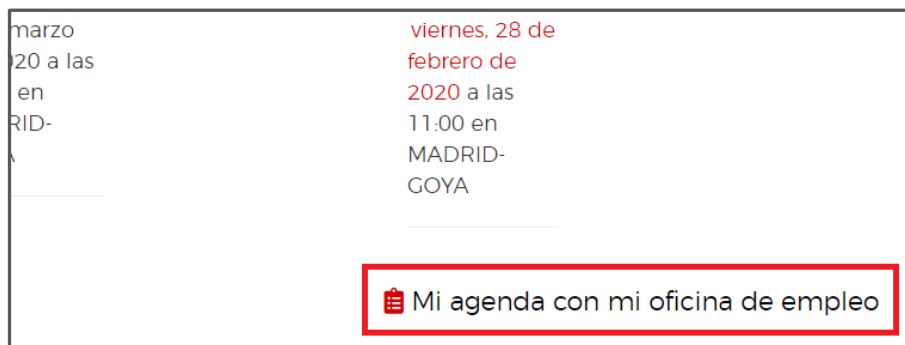 marzo
020 a las
en
RID-
viernes, 28 de
febrero de
2020 a las
11:00 en
MADRID-
GOYA
Mi agenda con mi oficina de empleo